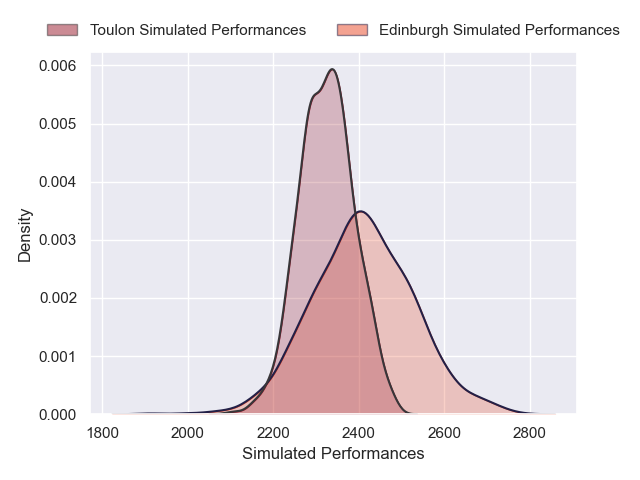 Toulon Simulated Performances Edinburgh Simulated Performances
0.006
0.005
0.004
0.003
0.002
0.001
0.000
Density
1800 2000 2200 2400 2600 2800
Simulated Performances